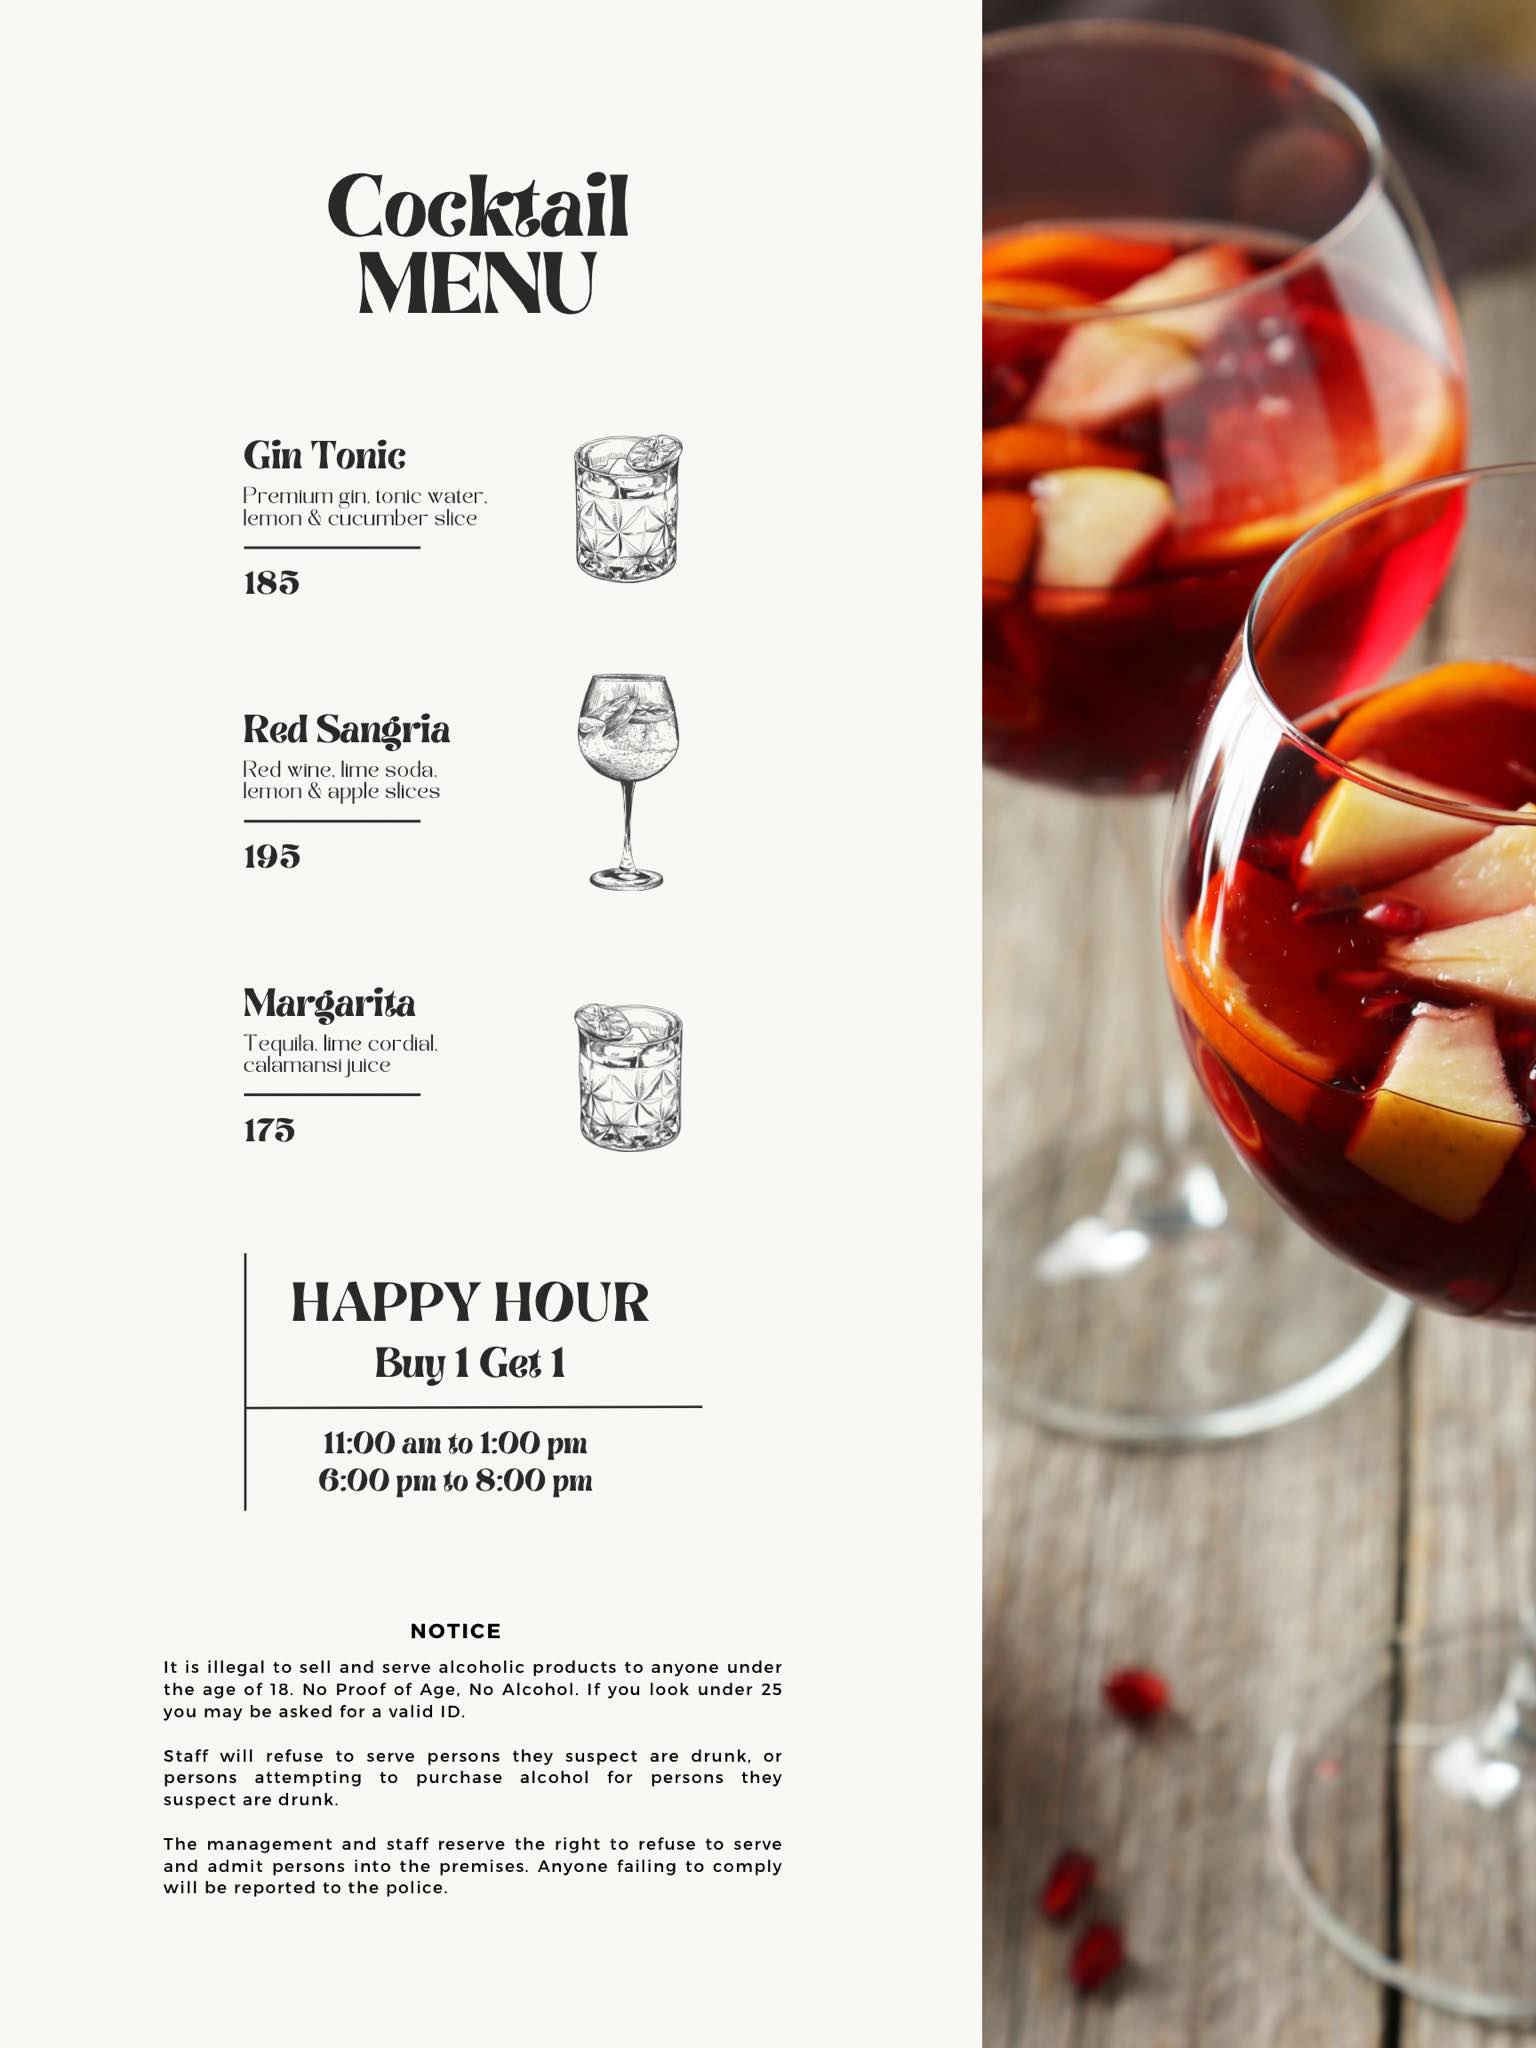 Cocktail
MENU
Gin Tonic
Premium gin, tonic water,
lemon & cucumber slice
185
Red Sangria
Red wine, lime soda,
lemon & apple slices
195
Margarita
Tequila, lime cordial,
calamansi juice
175
HAPPY HOUR
Buy 1 Get 1
11:00 am to 1:00 pm
6:00 pm to 8:00 pm
NOTICE
It is illegal to sell and serve alcoholic products to anyone under
the age of 18. No Proof of Age, No Alcohol. If you look under 25
you may be asked for a valid ID.
Staff will refuse to serve persons they suspect are drunk, or
persons attempting to purchase alcohol for persons they
suspect are drunk.
The management and staff reserve the right to refuse to serve
and admit persons into the premises. Anyone failing to comply
will be reported to the police.